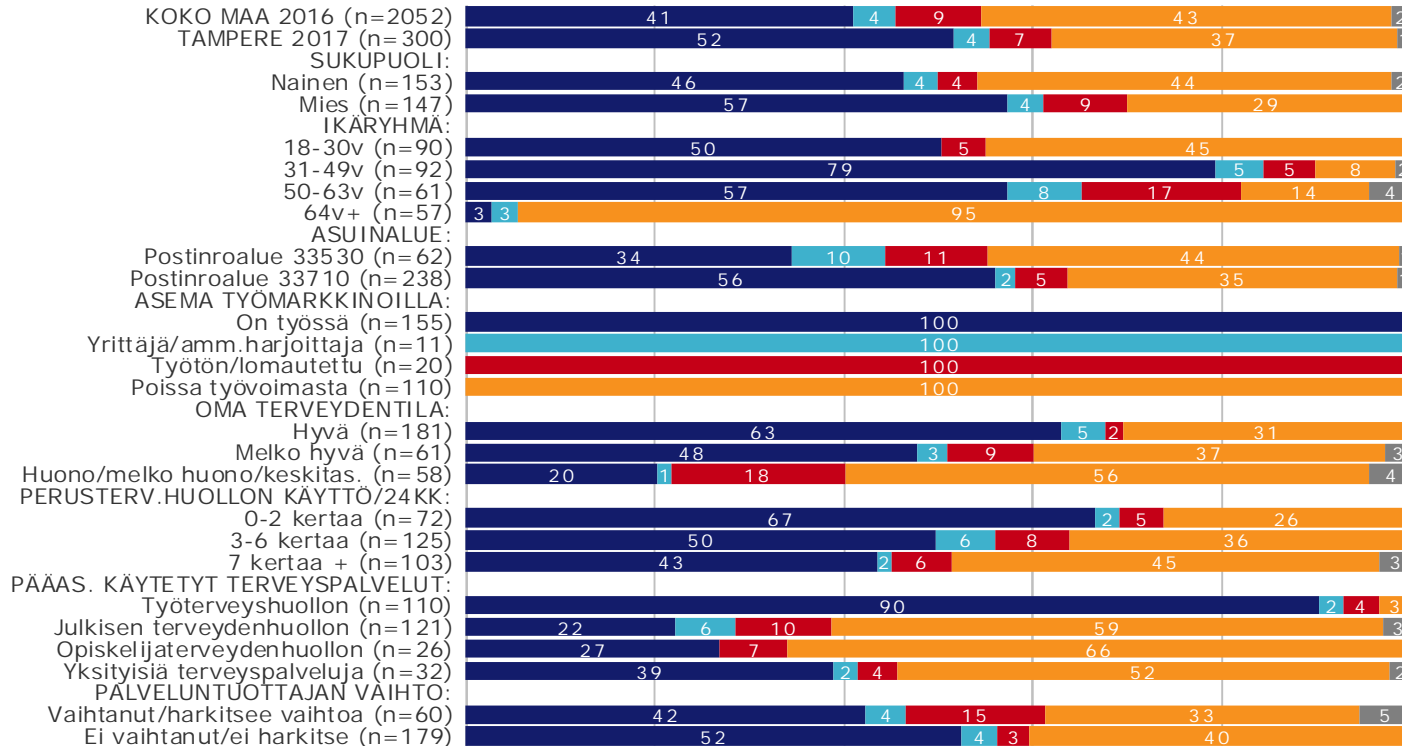 KOKO MAA 2016 (n=2052) 41 4 9 43 2
TAMPERE 2017 (n=300) 52 4 7 37
SUKUPUOLI:
Nainen (n=153) 46 4 4 44 2
Mies (n=147) 57 4 9 29
IKÄRYHMÄ:
18-30v (n=90) 50 5 45
31-49v (n=92) 79 5 5 8 2
50-63v (n=61) 57 8 17 14 4
64v+ (n=57) 3 3 95
ASUINALUE:
Postinroalue 33530 (n=62) 34 10 11 44
Postinroalue 33710 (n=238) 56 2 5 35
ASEMA TYÖMARKKINOILLA:
On työssä (n=155) 100
Yrittäjä/amm.harjoittaja (n=11) 100
Työtön/lomautettu (n=20) 100
Poissa työvoimasta (n=110) 100
OMA TERVEYDENTILA:
Hyvä (n=181) 63 5 2 31
Melko hyvä (n=61) 48 3 9 37 3
Huono/melko huono/keskitas. (n=58) 20 1 18 56 4
PERUSTERV.HUOLLON KÄYTTÖ/24KK:
0-2 kertaa (n=72) 67 2 5 26
3-6 kertaa (n=125) 50 6 8 36
7 kertaa + (n=103) 43 2 6 45 3
PÄÄAS. KÄYTETYT TERVEYSPALVELUT:
Työterveyshuollon (n=110) 90 2 4 3
Julkisen terveydenhuollon (n=121) 22 6 10 59 3
Opiskelijaterveydenhuollon (n=26) 27 7 66
Yksityisiä terveyspalveluja (n=32) 39 2 4 52 2
PALVELUNTUOTTAJAN VAIHTO:
Vaihtanut/harkitsee vaihtoa (n=60) 42 4 15 33 5
Ei vaihtanut/ei harkitse (n=179) 52 4 3 40